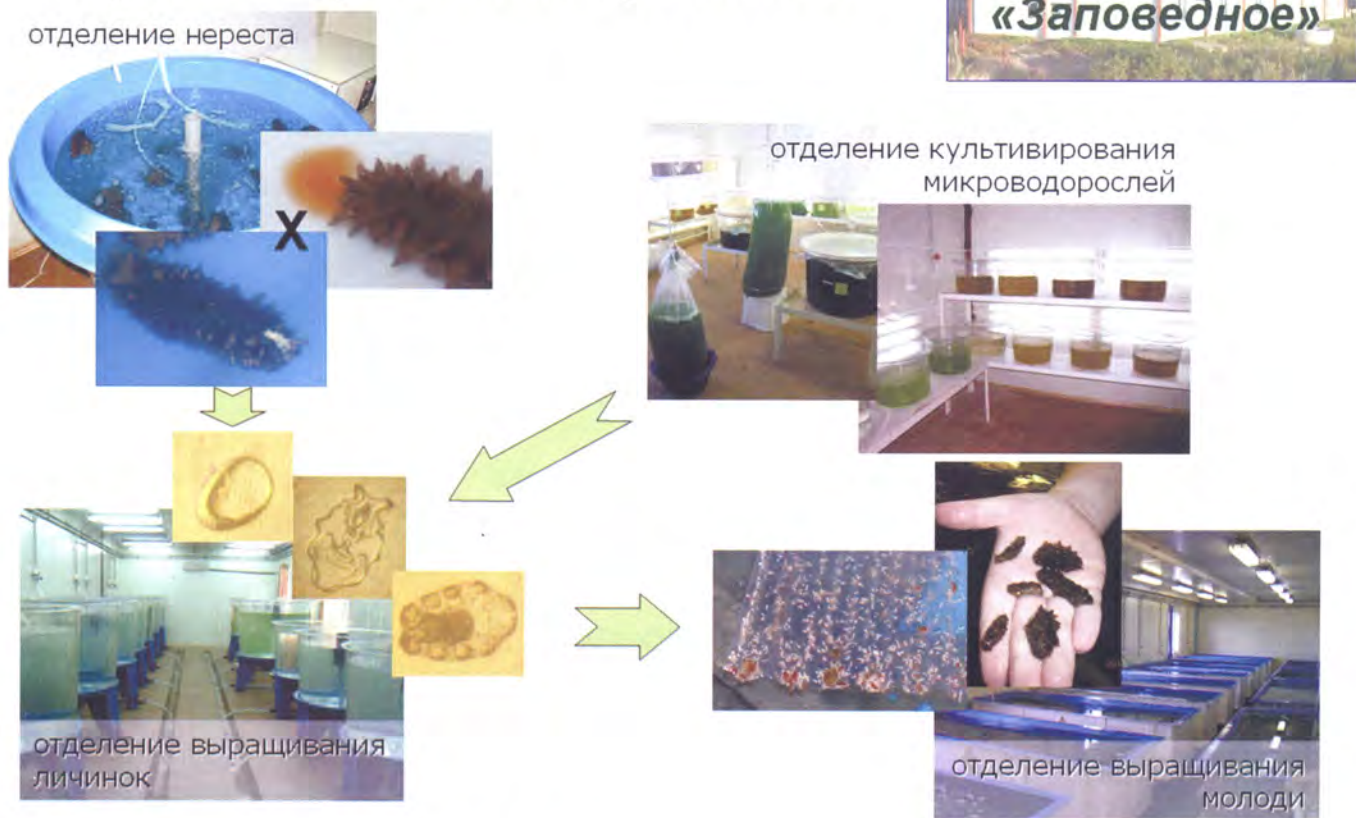 «Заповедное»
отделение нереста
отделение культивирования
микроводорослей
X
отделение выращивания
личинок
отделение выращивания
молоди